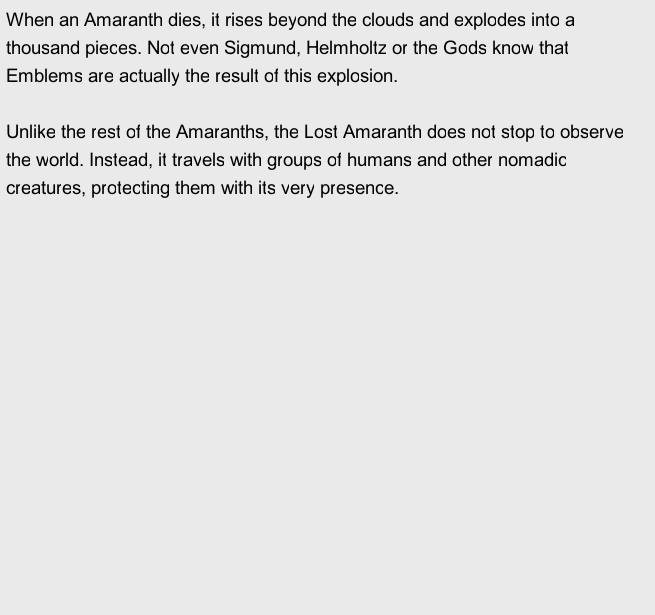 When an Amaranth dies, it rises beyond the clouds and explodes into a
thousand pieces. Not even Sigmund, Helmholtz or the Gods know that
Emblems are actually the result of this explosion.
Unlike the rest of the Amaranths, the Lost Amaranth does not stop to observe
the world. Instead, it travels with groups of humans and other nomadic
creatures, protecting them with its very presence.